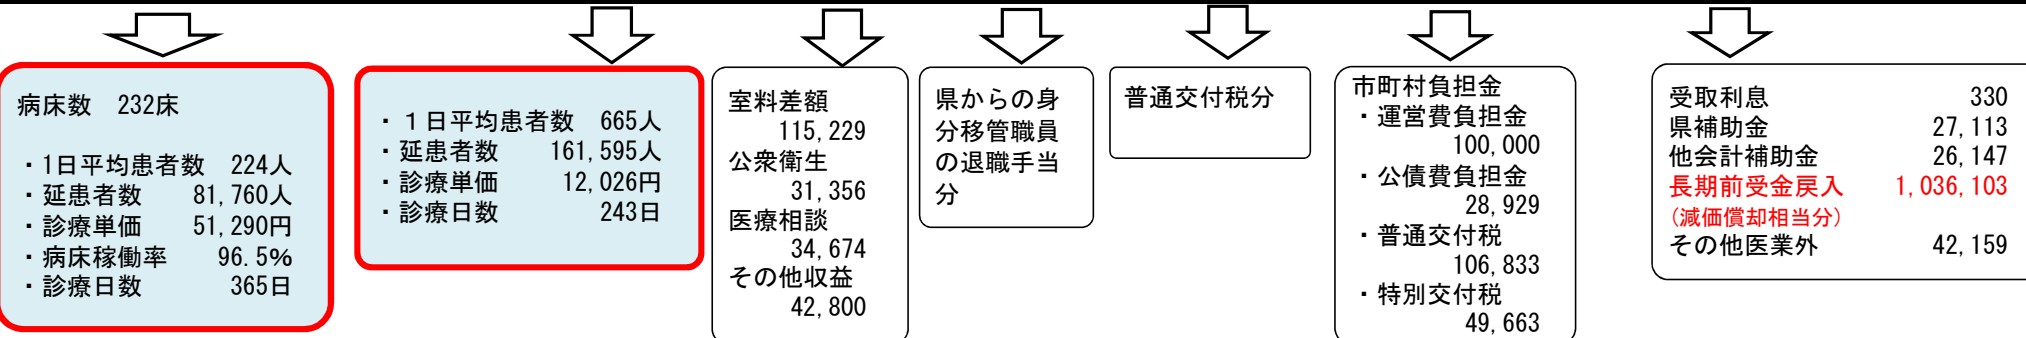 病床数 232床
・1日平均患者数 224人
・延患者数 81,760人
・診療単価 51,290円
・病床稼働率 96.5%
・診療日数 365日
・１日平均患者数 665人
・延患者数 161,595人
・診療単価 12,026円
・診療日数 243日
室料差額
115,229
公衆衛生
31,356
医療相談
34,674
その他収益
42,800
県からの身
分移管職員
の退職手当
分
普通交付税分
市町村負担金
・運営費負担金
100,000
・公債費負担金
28,929
・普通交付税
106,833
・特別交付税
49,663
受取利息 330
県補助金 27,113
他会計補助金 26,147
長期前受金戻入 1,036,103
(減価償却相当分)
その他医業外 42,159